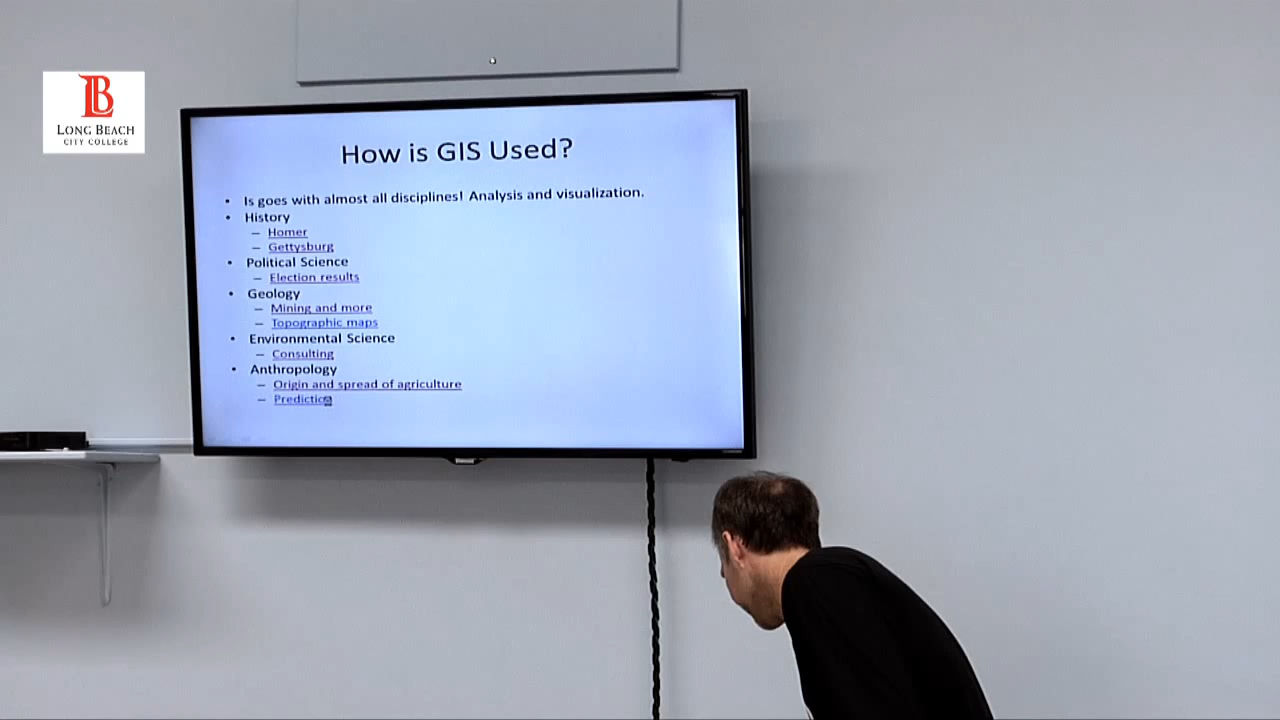 LB
LONG BEACH
CITY COLLEGE
How is GIS Used?
• Is goes with almost all disciplines! Analysis and visualization.
• History
– Homer
– Gettysburg
• Political Science
– Election results
• Geology
– Mining and more
– Topographic maps
• Environmental Science
– Consulting
• Anthropology
– Origin and spread of agriculture